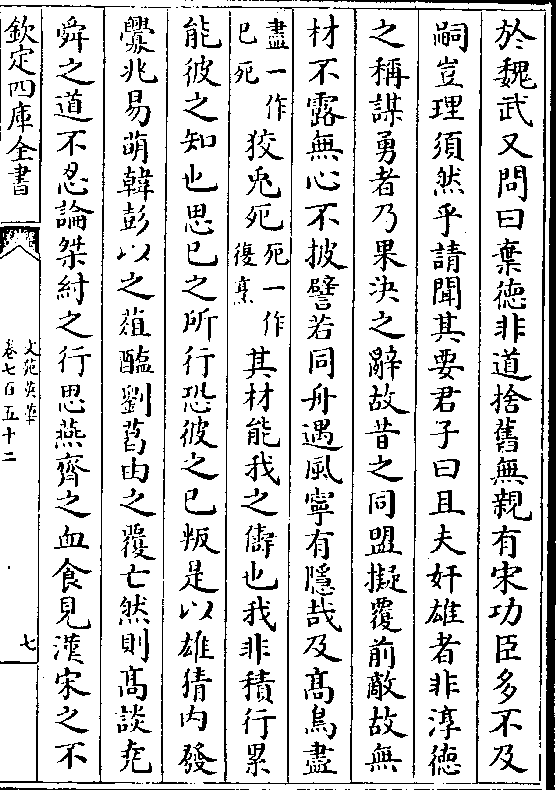 於魏武又問曰棄德非道捨舊無親有宋功臣多不及
嗣豈理須然乎請聞其要君子曰且夫奸雄者非淳德
之稱謀勇者乃果決之辭故昔之同盟擬覆前敵故無
材不露無心不披譬若同舟遇風寧有隱哉及高鳥盡
盡一作已死狡兎死死一作復烹其材能我之儔也我非積行累
能彼之知也思已之所行恐彼之已叛是以雄猜内發
釁兆易萌韓彭以之葅醢劉葛由之覆亡然則高談堯
舜之道不忍論桀紂之行思燕齊之血食見漢宋之不
欽定四庫全書
文苑英華
卷七百五十二
七